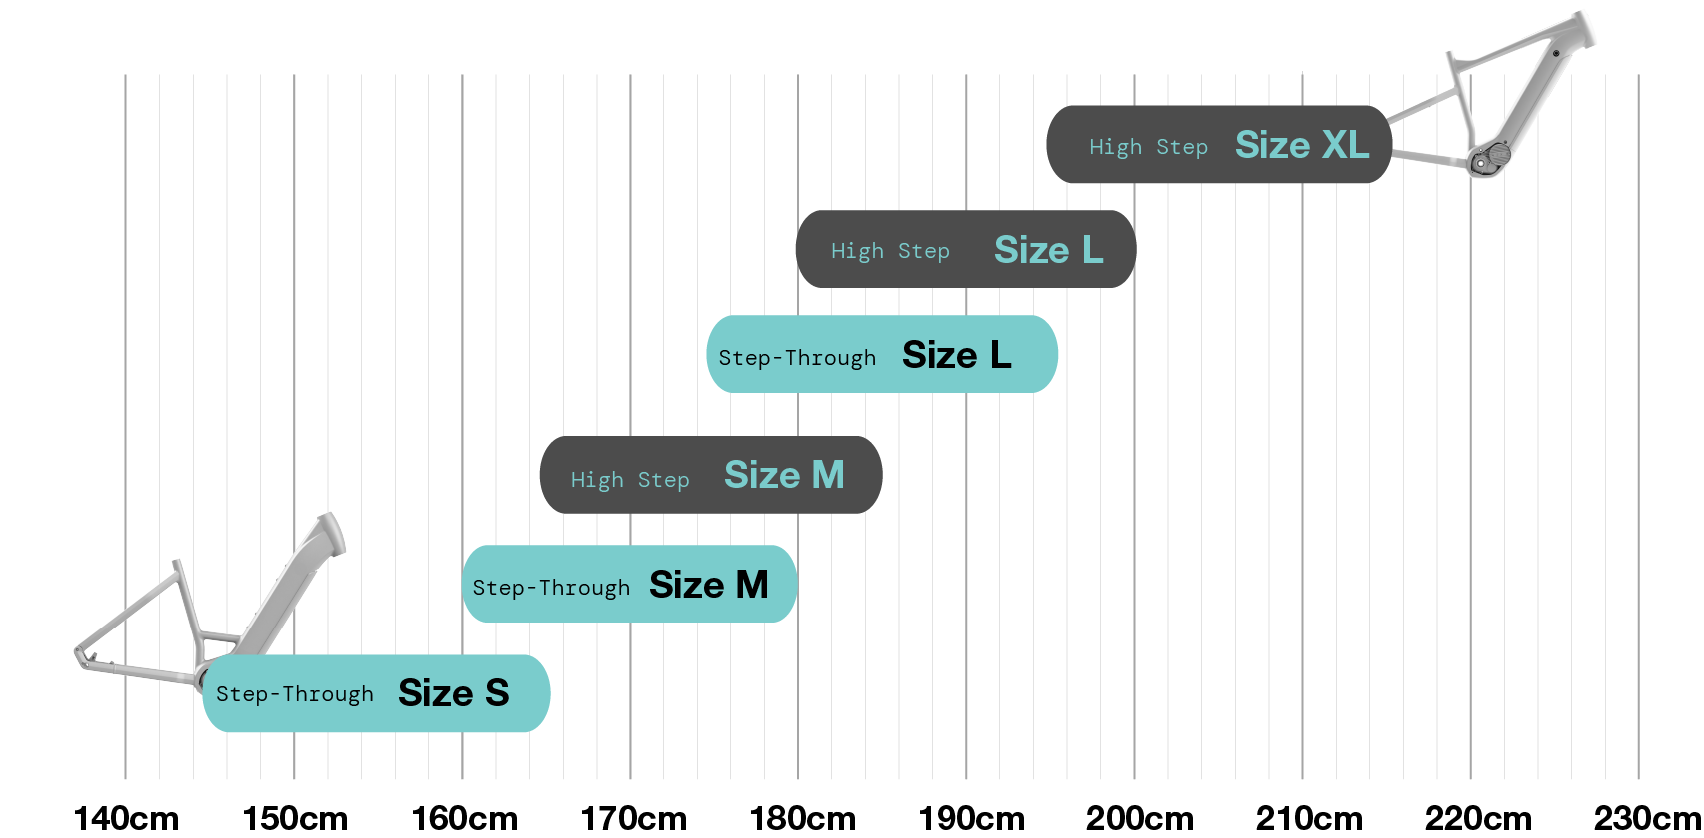 High Step Size XL
High Step Size L
Step-Through Size L
High Step Size M
Step-Through Size M
Step-Through Size S
140cm 150cm 160cm 170cm 180cm 190cm 200cm 210cm 220cm 230cm